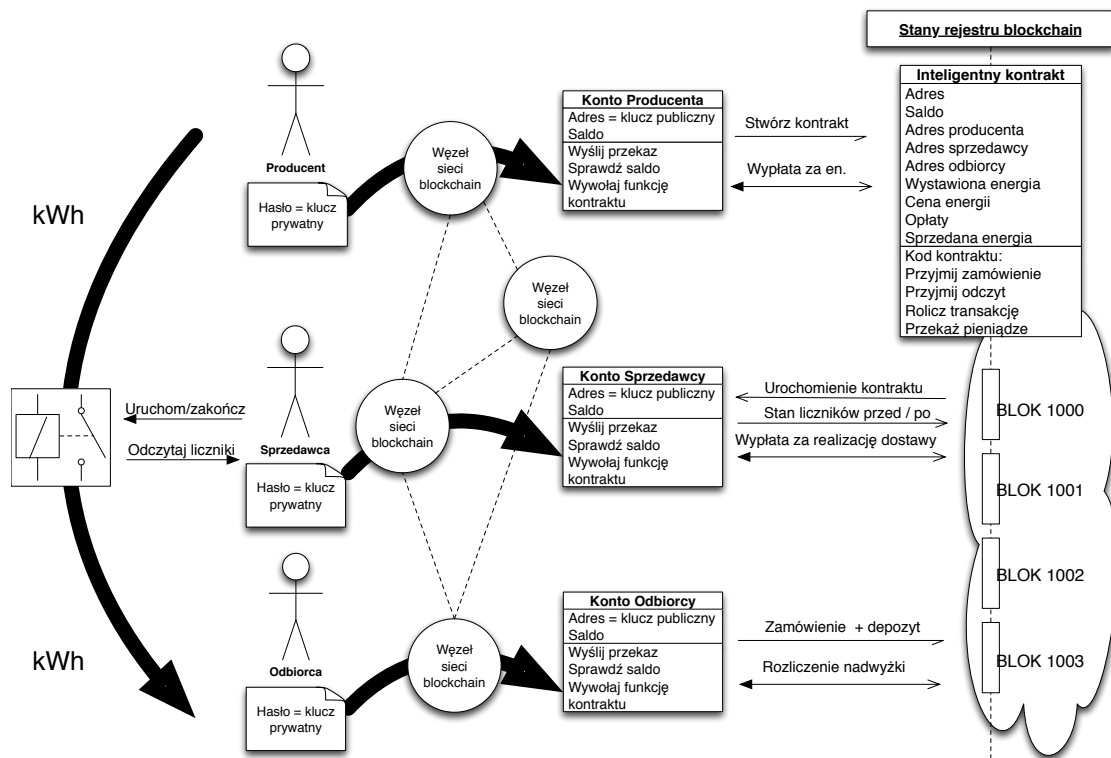 Stany rejestru blockchain
Inteligentny kontrakt
Adres
Saldo
Adres producenta
Adres sprzedawcy
Adres odbiorcy
Wystawiona energia
Cena energii
Opłaty
Sprzedana energia
Kod kontraktu:
Przyjmij zamówienie
Przyjmij odczyt
Rolicz transakcję
Przekaż pieniądze
kWh
Producent
Hasło = klucz
prywatny
Węzeł
sieci
blockchain
Konto Producenta
Adres = klucz publiczny
Saldo
Wyślij przekaz
Sprawdź saldo
Wywołaj funkcję
kontraktu
Stwórz kontrakt
Wypłata za en.
Węzeł
sieci
blockchain
Uruchom/zakończ
Odczytaj liczniki
Sprzedawca
Hasło = klucz
prywatny
Węzeł
sieci
blockchain
Konto Sprzedawcy
Adres = klucz publiczny
Saldo
Wyślij przekaz
Sprawdź saldo
Wywołaj funkcję
kontraktu
Urochomienie kontraktu
Stan liczników przed / po
Wypłata za realizację dostawy
BLOK 1000
BLOK 1001
BLOK 1002
BLOK 1003
kWh
Odbiorca
Hasło = klucz
prywatny
Węzeł
sieci
blockchain
Konto Odbiorcy
Adres = klucz publiczny
Saldo
Wyślij przekaz
Sprawdź saldo
Wywołaj funkcję
kontraktu
Zamówienie + depozyt
Rozliczenie nadwyżki